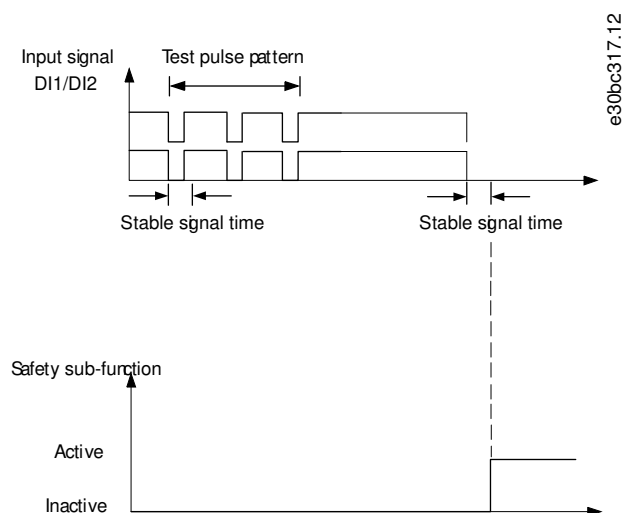 e30bc317.12
Input signal
DI1/DI2
Test pulse pattern
Stable signal time
Stable signal time
Safety sub-function
Active
Inactive